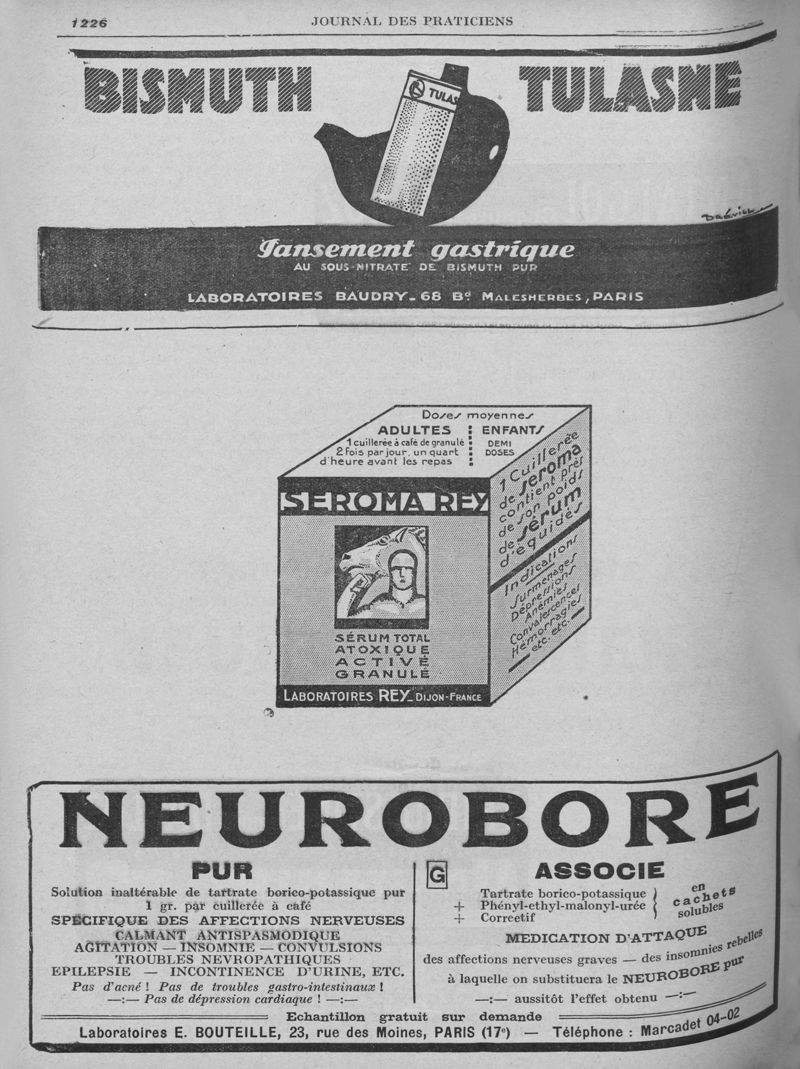 1226
JOURNAL DES PRATICIENS
BISMUTH TULASNE
TULAS
Pansement gastrique
AU SOUS-NITRATE DE BISMUTH PUR
LABORATOIRES BAUDRY_68 Bd MALESHERBES, PARIS
Doses moyennes
ADULTES
1 cuillerée à café de granulé
2 fois par jour, un quart
d'heure avant les repas
ENFANTS
DEMI
DOSES
SEROMA REY
SÉRUM TOTAL
ATOXIQUE
ACTIVÉ
GRANULÉ
LABORATOIRES REY_DIJON-FRANCE
1 Cuillerée
de seroma
contient près
de son poids
de sérum
d'équidés
Indications
Surmenages
Dépressions
Anémies
Convalescences
Hémorragies
etc. etc.
NEUROBORE
PUR
Solution inaltérable de tartrate borico-potassique pur
1 gr. par cuillerée à café
SPÉCIFIQUE DES AFFECTIONS NERVEUSES
CALMANT ANTISPASMODIQUE
AGITATION — INSOMNIE — CONVULSIONS
TROUBLES NEVROPATHIQUES
EPILEPSIE — INCONTINENCE D'URINE, ETC.
Pas d'acné ! Pas de troubles gastro-intestinaux !
—:— Pas de dépression cardiaque ! —:—
G
ASSOCIE
Tartrate borico-potassique
+ Phényl-ethyl-malonyl-urée
+ Correctif
en
cachets
solubles
MEDICATION D'ATTAQUE
des affections nerveuses graves — des insomnies rebelles
à laquelle on substituera le NEUROBORE pur
—:— aussitôt l'effet obtenu —:—
Echantillon gratuit sur demande
Laboratoires E. BOUTEILLE, 23, rue des Moines, PARIS (17e) — Téléphone : Marcadet 04-02